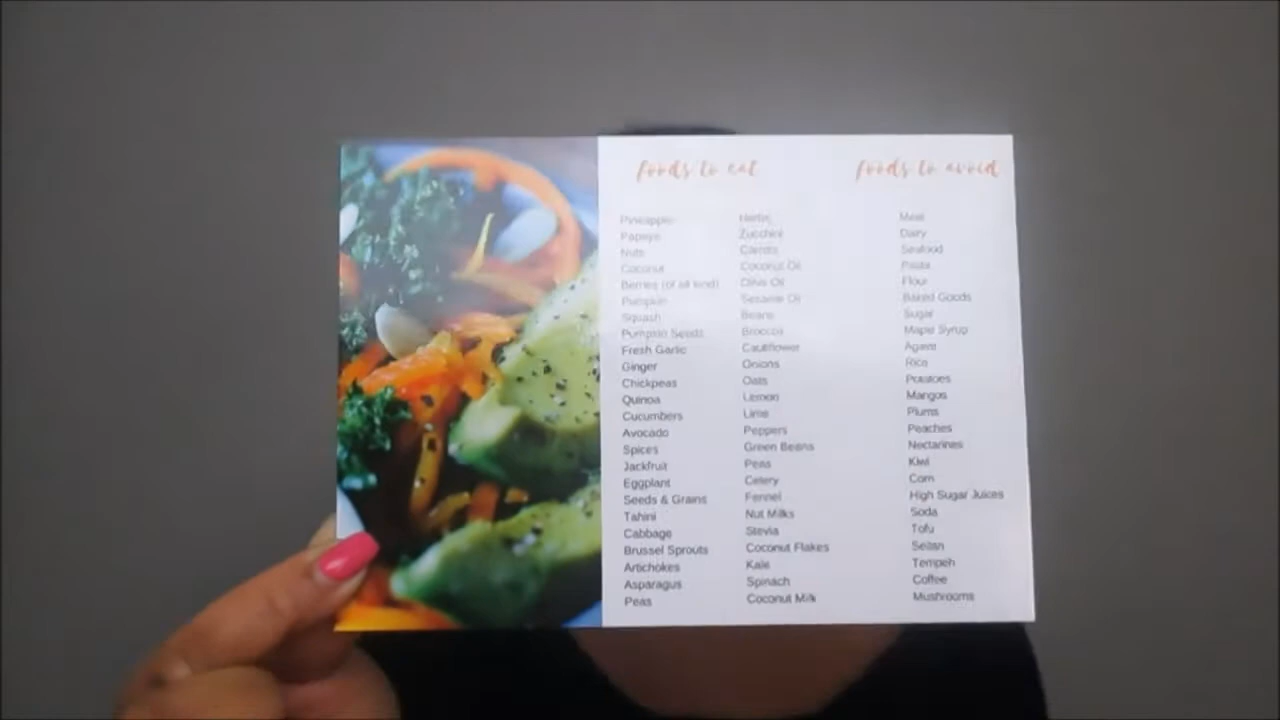 foods to eat
foods to avoid
Pineapple
Papaya
Nuts
Coconut
Berries (of all kind)
Pumpkin
Squash
Pumpkin Seeds
Fresh Garlic
Ginger
Chickpeas
Quinoa
Cucumbers
Avocado
Spices
Jackfruit
Eggplant
Seeds & Grains
Tahini
Cabbage
Brussel Sprouts
Artichokes
Asparagus
Peas
Herbs
Zucchini
Carrots
Coconut Oil
Olive Oil
Sesame Oil
Beans
Broccoli
Cauliflower
Onions
Oats
Lemon
Lime
Peppers
Green Beans
Peas
Celery
Fennel
Nut Milks
Stevia
Coconut Flakes
Kale
Spinach
Coconut Milk
Meat
Dairy
Seafood
Pasta
Flour
Baked Goods
Sugar
Maple Syrup
Agave
Rice
Potatoes
Mangos
Plums
Peaches
Nectarines
Kiwi
Corn
High Sugar Juices
Soda
Tofu
Seitan
Tempeh
Coffee
Mushrooms